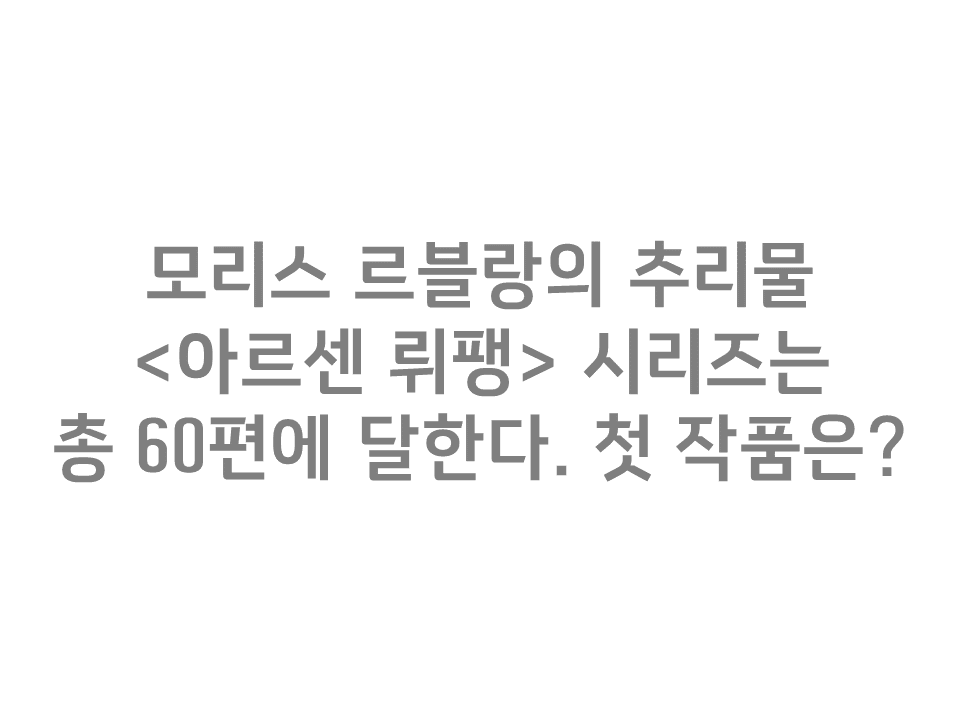 모리스 르블랑의 추리물
<아르센 뤼팽> 시리즈는
총 60편에 달한다. 첫 작품은?